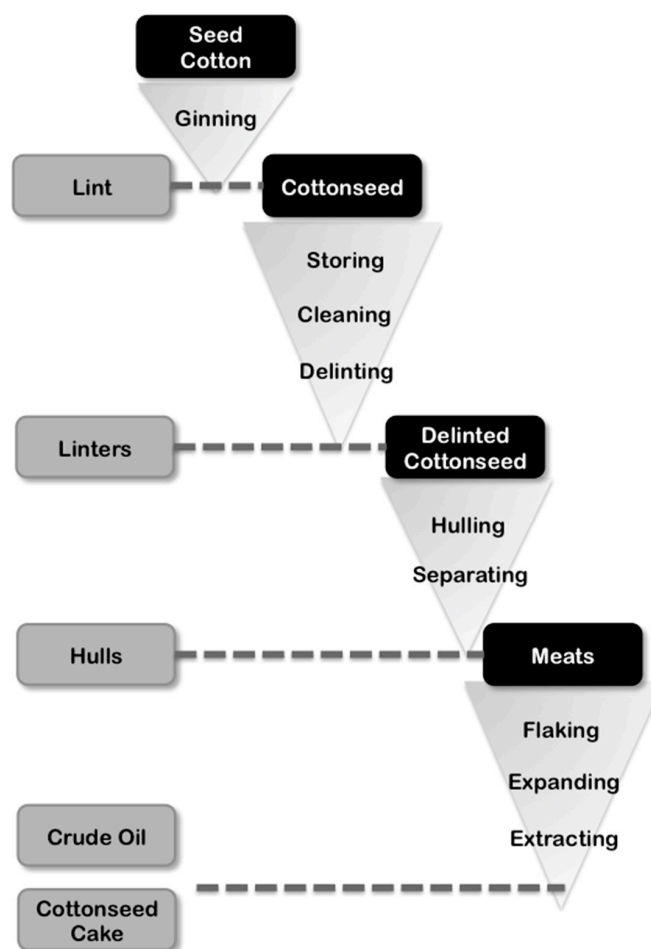 Seed
Cotton
Ginning
Lint
Cottonseed
Storing
Cleaning
Delinting
Linters
Delinted
Cottonseed
Hulling
Separating
Hulls
Meats
Flaking
Expanding
Crude Oil
Extracting
Cottonseed
Cake